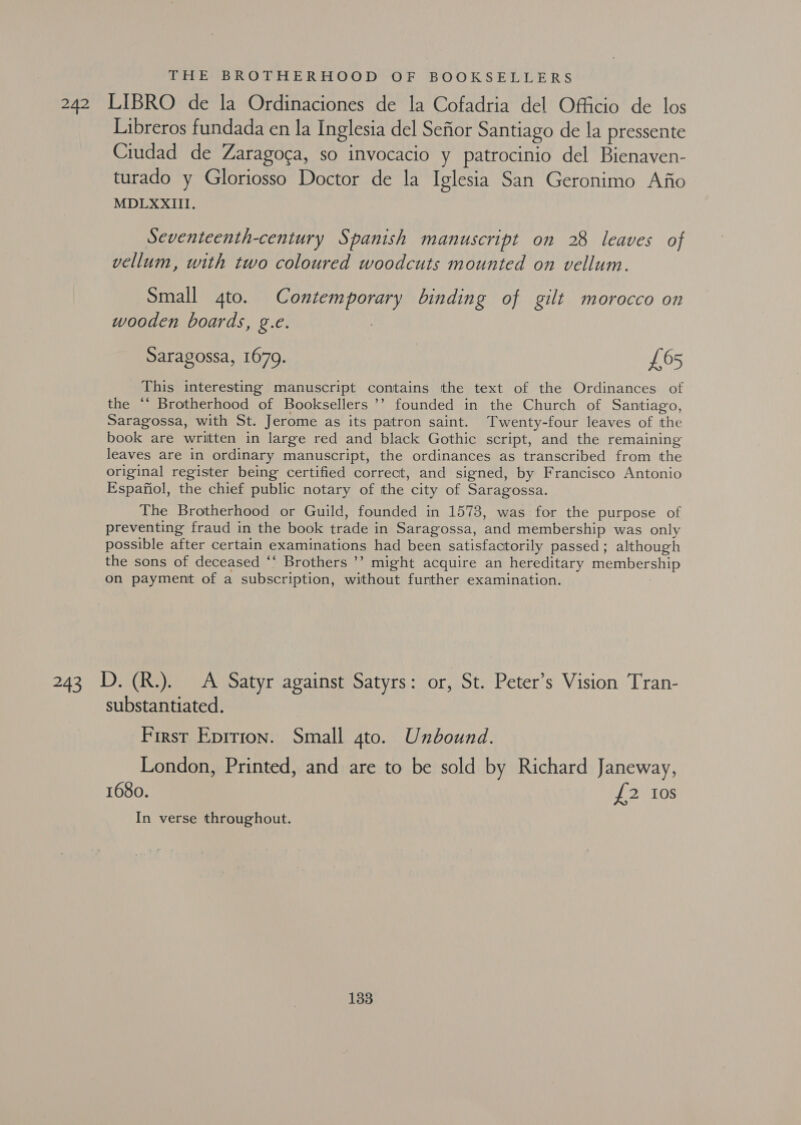 THE BROTHERHOOD OF BOOKSELLERS
242 LIBRO de la Ordinaciones de la Cofadria del Officio de los
Libreros fundada en la Inglesia del Señor Santiago de la pressente
Ciudad de Zaragoça, so invocacio y patrocinio del Bienaven-
turado y Gloriosso Doctor de la Iglesia San Geronimo Año
MDLXXIII.
Seventeenth-century Spanish manuscript on 28 leaves of
vellum, with two coloured woodcuts mounted on vellum.
Small 4to. Contemporary binding of gilt morocco on
wooden boards, g.e.
Saragossa, 1679. £65
This interesting manuscript contains the text of the Ordinances of
the “ Brotherhood of Booksellers ” founded in the Church of Santiago,
Saragossa, with St. Jerome as its patron saint. Twenty-four leaves of the
book are written in large red and black Gothic script, and the remaining
leaves are in ordinary manuscript, the ordinances as transcribed from the
original register being certified correct, and signed, by Francisco Antonio
Español, the chief public notary of the city of Saragossa.
The Brotherhood or Guild, founded in 1573, was for the purpose of
preventing fraud in the book trade in Saragossa, and membership was only
possible after certain examinations had been satisfactorily passed; although
the sons of deceased “ Brothers ” might acquire an hereditary membership
on payment of a subscription, without further examination.
243 D. (R.). A Satyr against Satyrs: or, St. Peter's Vision Tran-
substantiated.
FIRST EDITION. Small 4to. Unbound.
London, Printed, and are to be sold by Richard Janeway,
1680. £2 10s
In verse throughout.
133